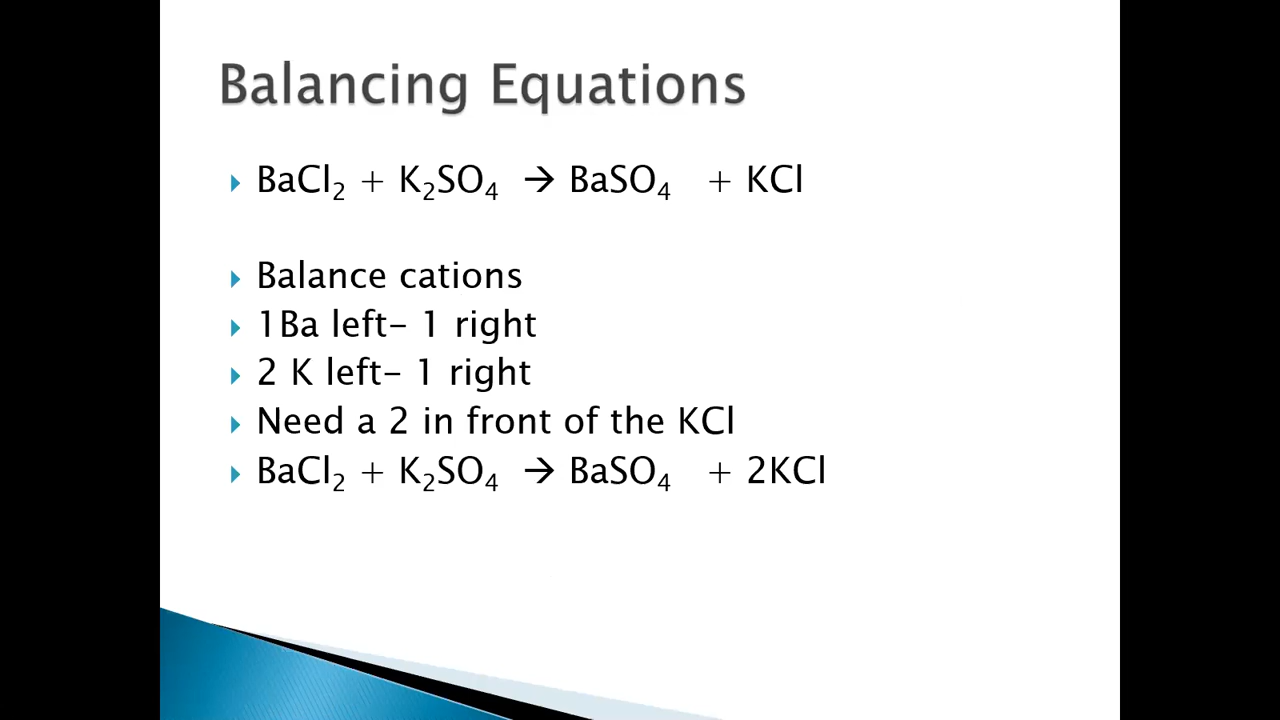 Balancing Equations
BaCl₂ + K₂SO₄ → BaSO₄ + KCl
Balance cations
1Ba left- 1 right
2 K left- 1 right
Need a 2 in front of the KCl
BaCl₂ + K₂SO₄ → BaSO₄ + 2KCl